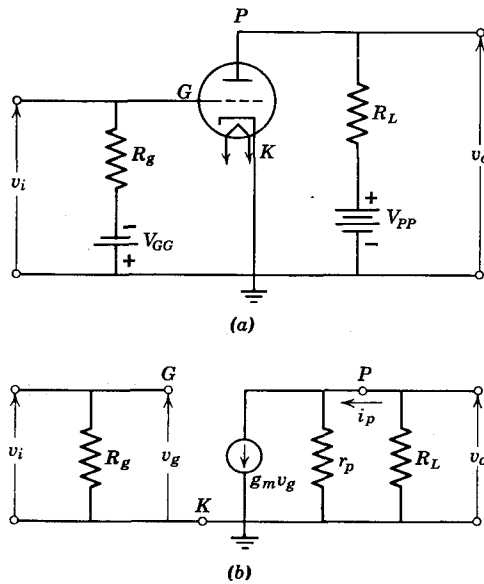 P
G
K
R_g
R_L
v_i
v_o
− V_GG +
+ V_PP −
(a)
G
P
i_p
v_i
R_g
v_g
g_m v_g
r_p
R_L
v_o
K
(b)